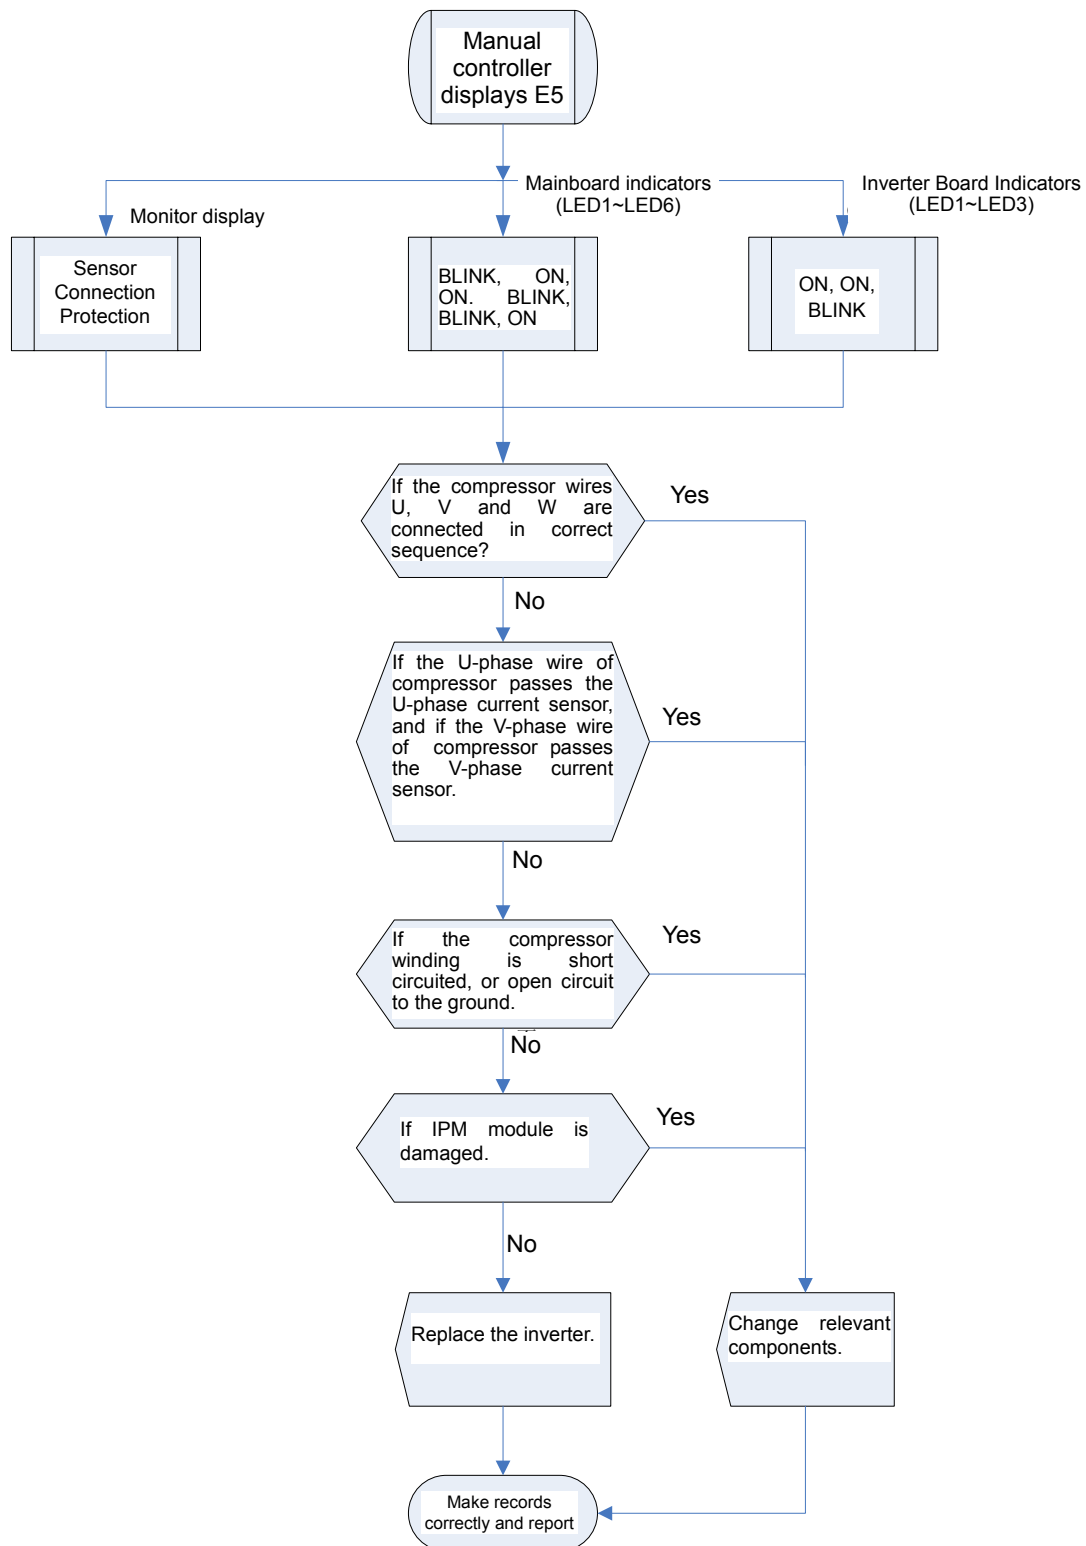 Manual
controller
displays E5
Monitor display
Mainboard indicators
(LED1~LED6)
Inverter Board Indicators
(LED1~LED3)
Sensor
Connection
Protection
BLINK, ON,
ON. BLINK,
BLINK, ON
ON, ON,
BLINK
If the compressor wires
U, V and W are
connected in correct
sequence?
Yes
No
If the U-phase wire of
compressor passes the
U-phase current sensor,
and if the V-phase wire
of compressor passes
the V-phase current
sensor.
Yes
No
If the compressor
winding is short
circuited, or open circuit
to the ground.
Yes
No
If IPM module is
damaged.
Yes
No
Replace the inverter.
Change relevant
components.
Make records
correctly and report